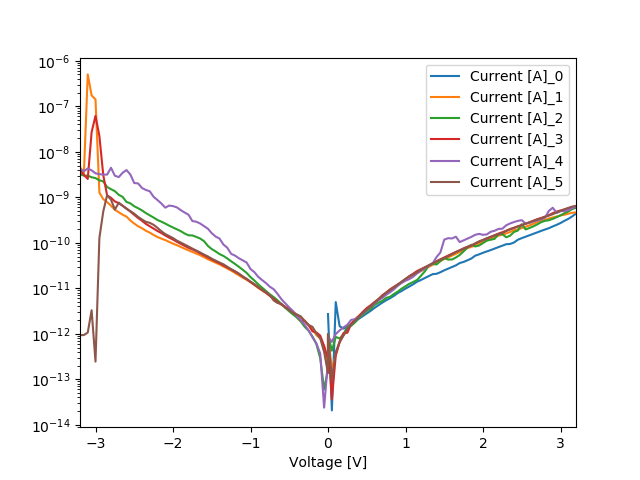 10⁻⁶
10⁻⁷
10⁻⁸
10⁻⁹
10⁻¹⁰
10⁻¹¹
10⁻¹²
10⁻¹³
10⁻¹⁴
Current [A]_0
Current [A]_1
Current [A]_2
Current [A]_3
Current [A]_4
Current [A]_5
−3 −2 −1 0 1 2 3
Voltage [V]